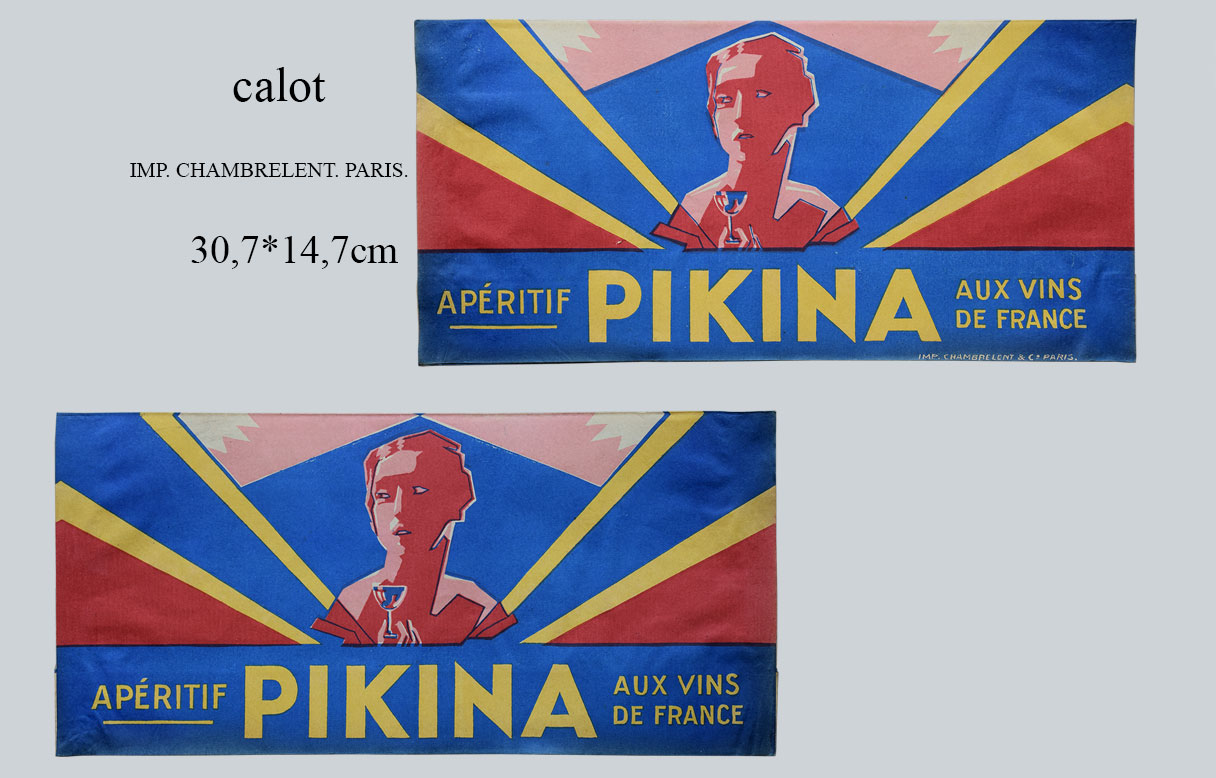 calot
IMP. CHAMBRELENT. PARIS.
30,7*14,7cm
APÉRITIF PIKINA AUX VINS
DE FRANCE
IMP. CHAMBRELENT & Cº PARIS.
APÉRITIF PIKINA AUX VINS
DE FRANCE